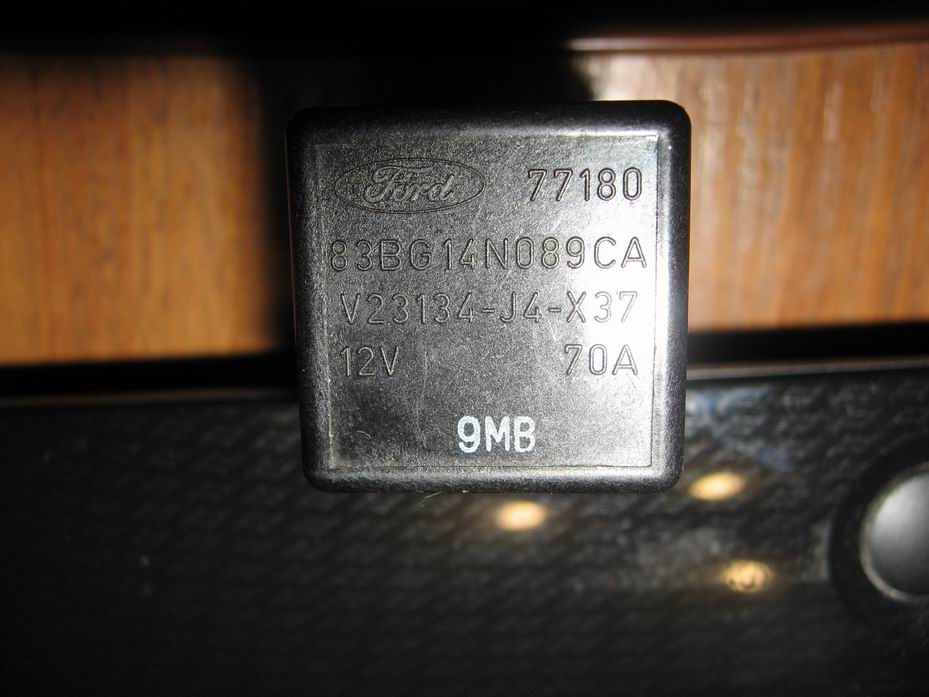 Ford 77180
83BG14N089CA
V23134-J4-X37
12V 70A
9MB